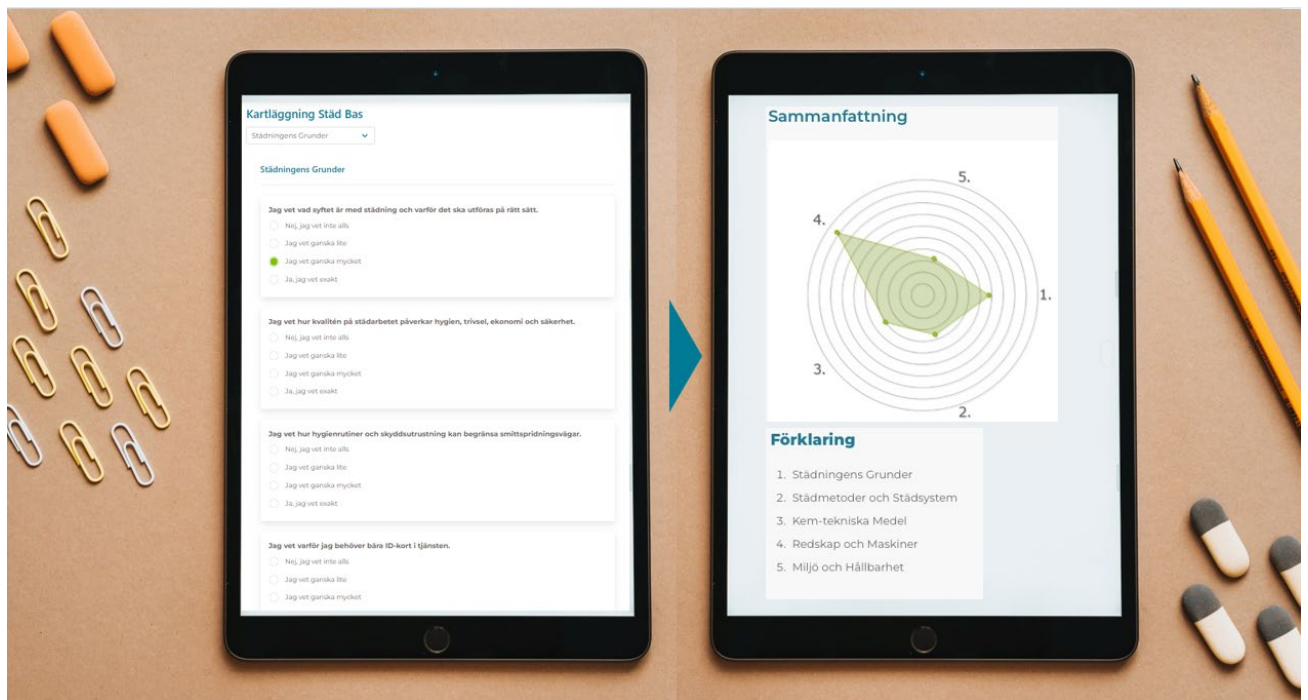 Kartläggning Städ Bas
Städningens Grunder
Städningens Grunder
Jag vet vad syftet är med städning och varför det ska utföras på rätt sätt.
Nej, jag vet inte alls
Jag vet ganska lite
Jag vet ganska mycket
Ja, jag vet exakt
Jag vet hur kvalitén på städarbetet påverkar hygien, trivsel, ekonomi och säkerhet.
Nej, jag vet inte alls
Jag vet ganska lite
Jag vet ganska mycket
Ja, jag vet exakt
Jag vet hur hygienrutiner och skyddsutrustning kan begränsa smittspridningsvägar.
Nej, jag vet inte alls
Jag vet ganska lite
Jag vet ganska mycket
Ja, jag vet exakt
Jag vet varför jag behöver bära ID-kort i tjänsten.
Nej, jag vet inte alls
Jag vet ganska lite
Jag vet ganska mycket
Sammanfattning
5.
4.
1.
3.
2.
Förklaring
1. Städningens Grunder
2. Städmetoder och Städsystem
3. Kem-tekniska Medel
4. Redskap och Maskiner
5. Miljö och Hållbarhet